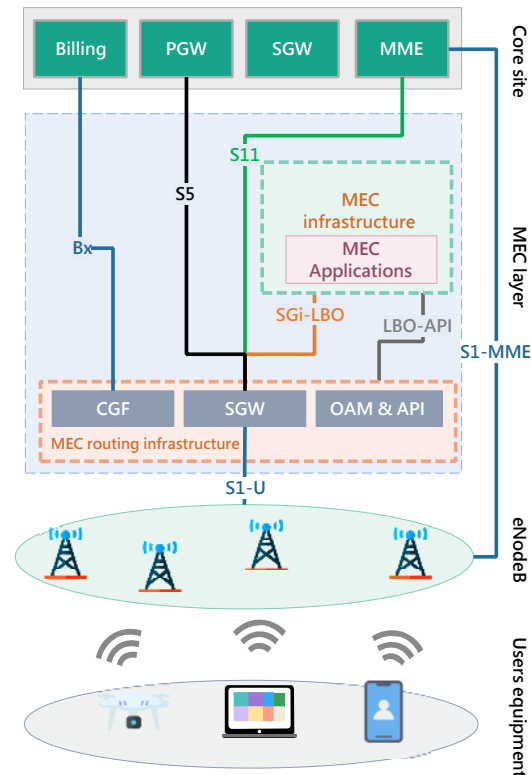 Billing
PGW
SGW
MME
Core site
S11
S5
MEC
infrastructure
MEC
Applications
MEC layer
Bx
SGi-LBO
LBO-API
S1-MME
CGF
SGW
OAM & API
MEC routing infrastructure
S1-U
eNodeB
Users equipment